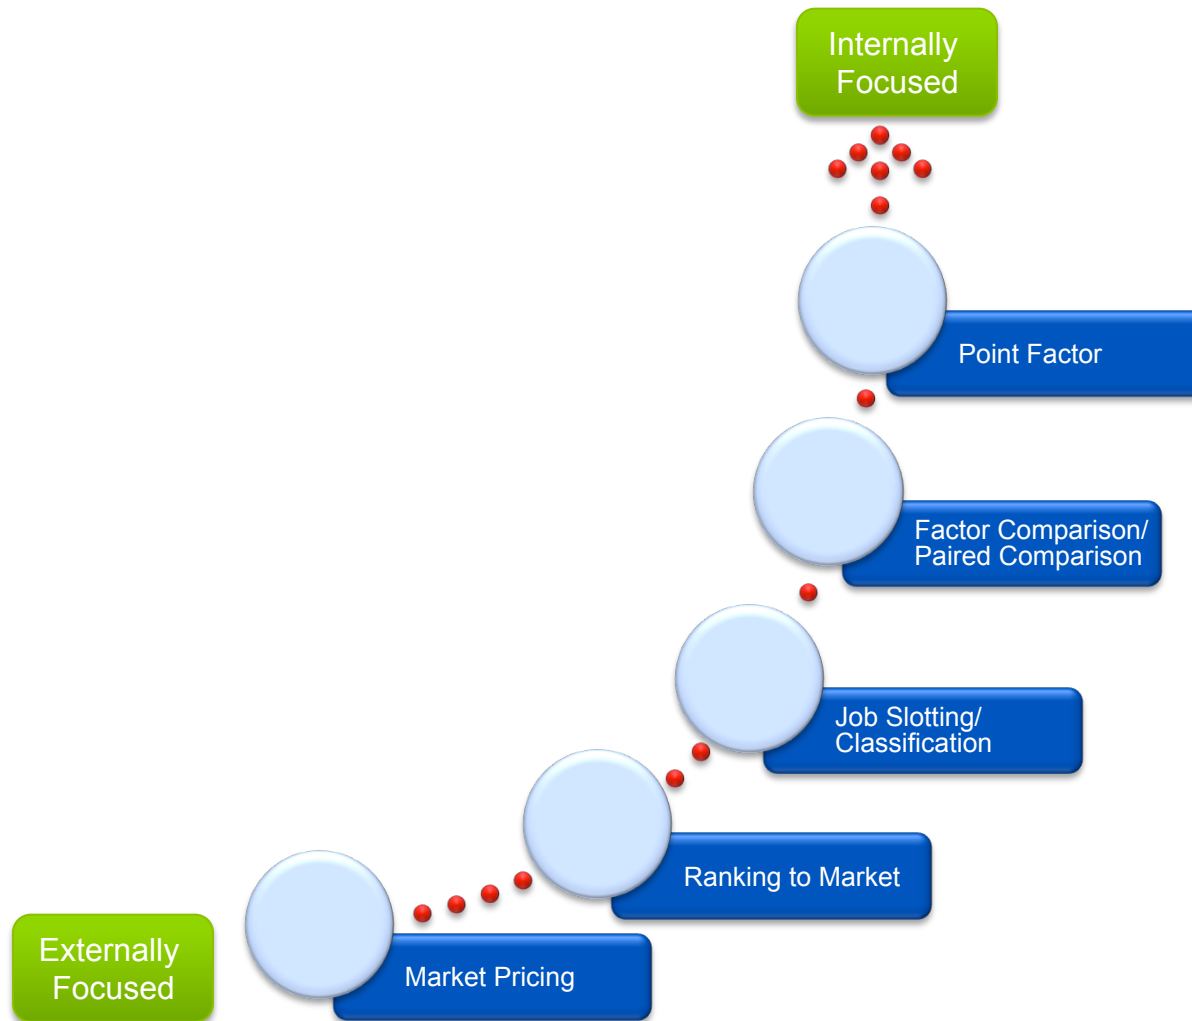 Internally
Focused
Point Factor
Factor Comparison/
Paired Comparison
Job Slotting/
Classification
Ranking to Market
Market Pricing
Externally
Focused